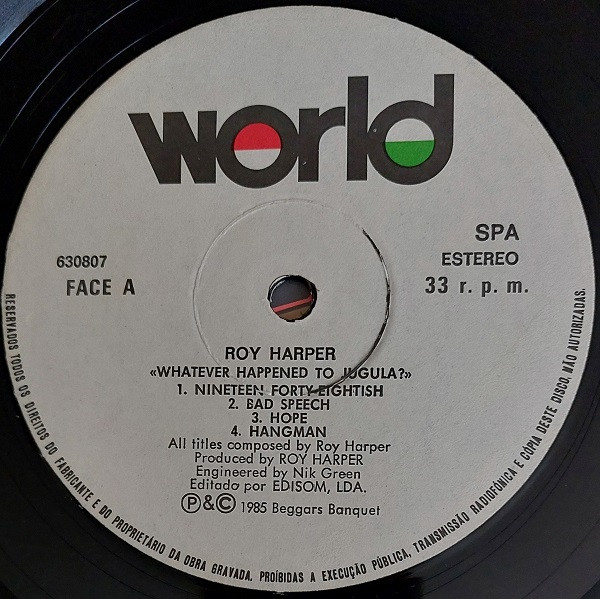 world
630807
FACE A
SPA
ESTEREO
33 r. p. m.
ROY HARPER
«WHATEVER HAPPENED TO JUGULA?»
1. NINETEEN FORTY-EIGHTISH
2. BAD SPEECH
3. HOPE
4. HANGMAN
All titles composed by Roy Harper
Produced by ROY HARPER
Engineered by Nik Green
Editado por EDISOM, LDA.
Ⓟ&© 1985 Beggars Banquet
RESERVADOS TODOS OS DIREITOS DO FABRICANTE E DO PROPRIETÁRIO DA OBRA GRAVADA. PROÍBIDAS A EXECUÇÃO PÚBLICA, TRANSMISSÃO RADIOFÓNICA E CÓPIA DESTE DISCO, NÃO AUTORIZADAS.